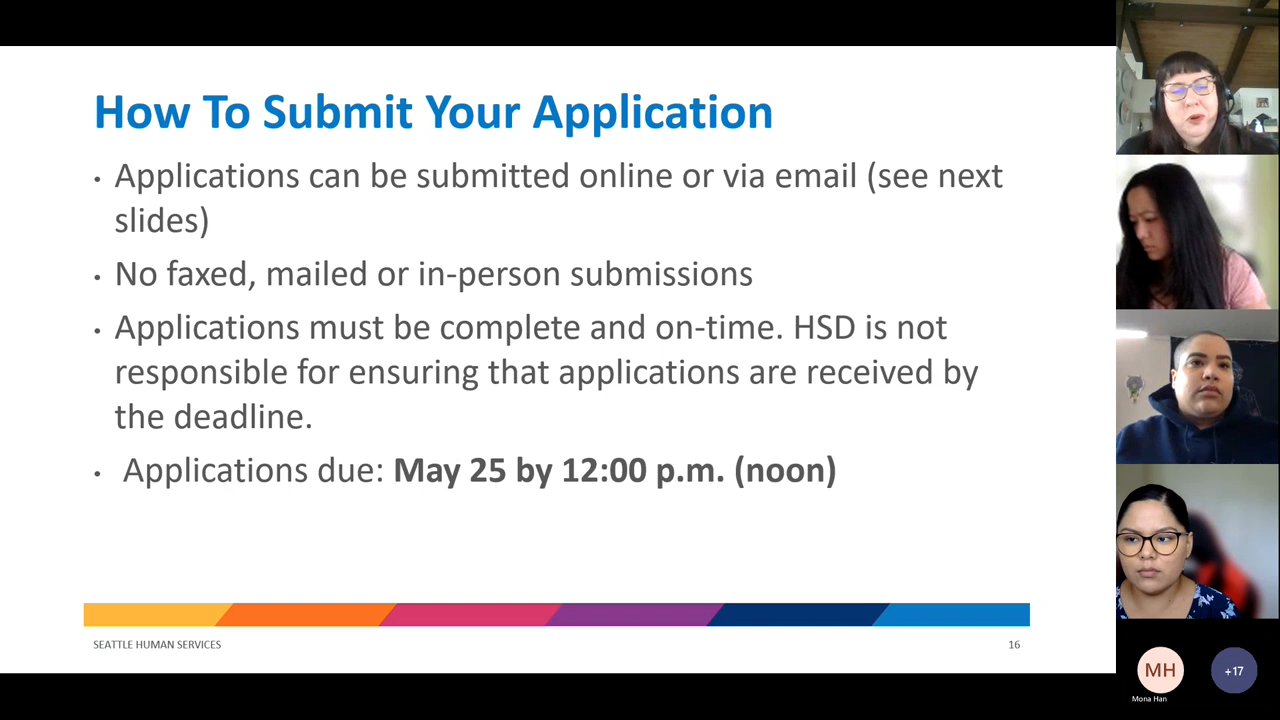 How To Submit Your Application
• Applications can be submitted online or via email (see next
slides)
• No faxed, mailed or in-person submissions
• Applications must be complete and on-time. HSD is not
responsible for ensuring that applications are received by
the deadline.
• Applications due: May 25 by 12:00 p.m. (noon)
SEATTLE HUMAN SERVICES
16
MH
+17
Mona Han